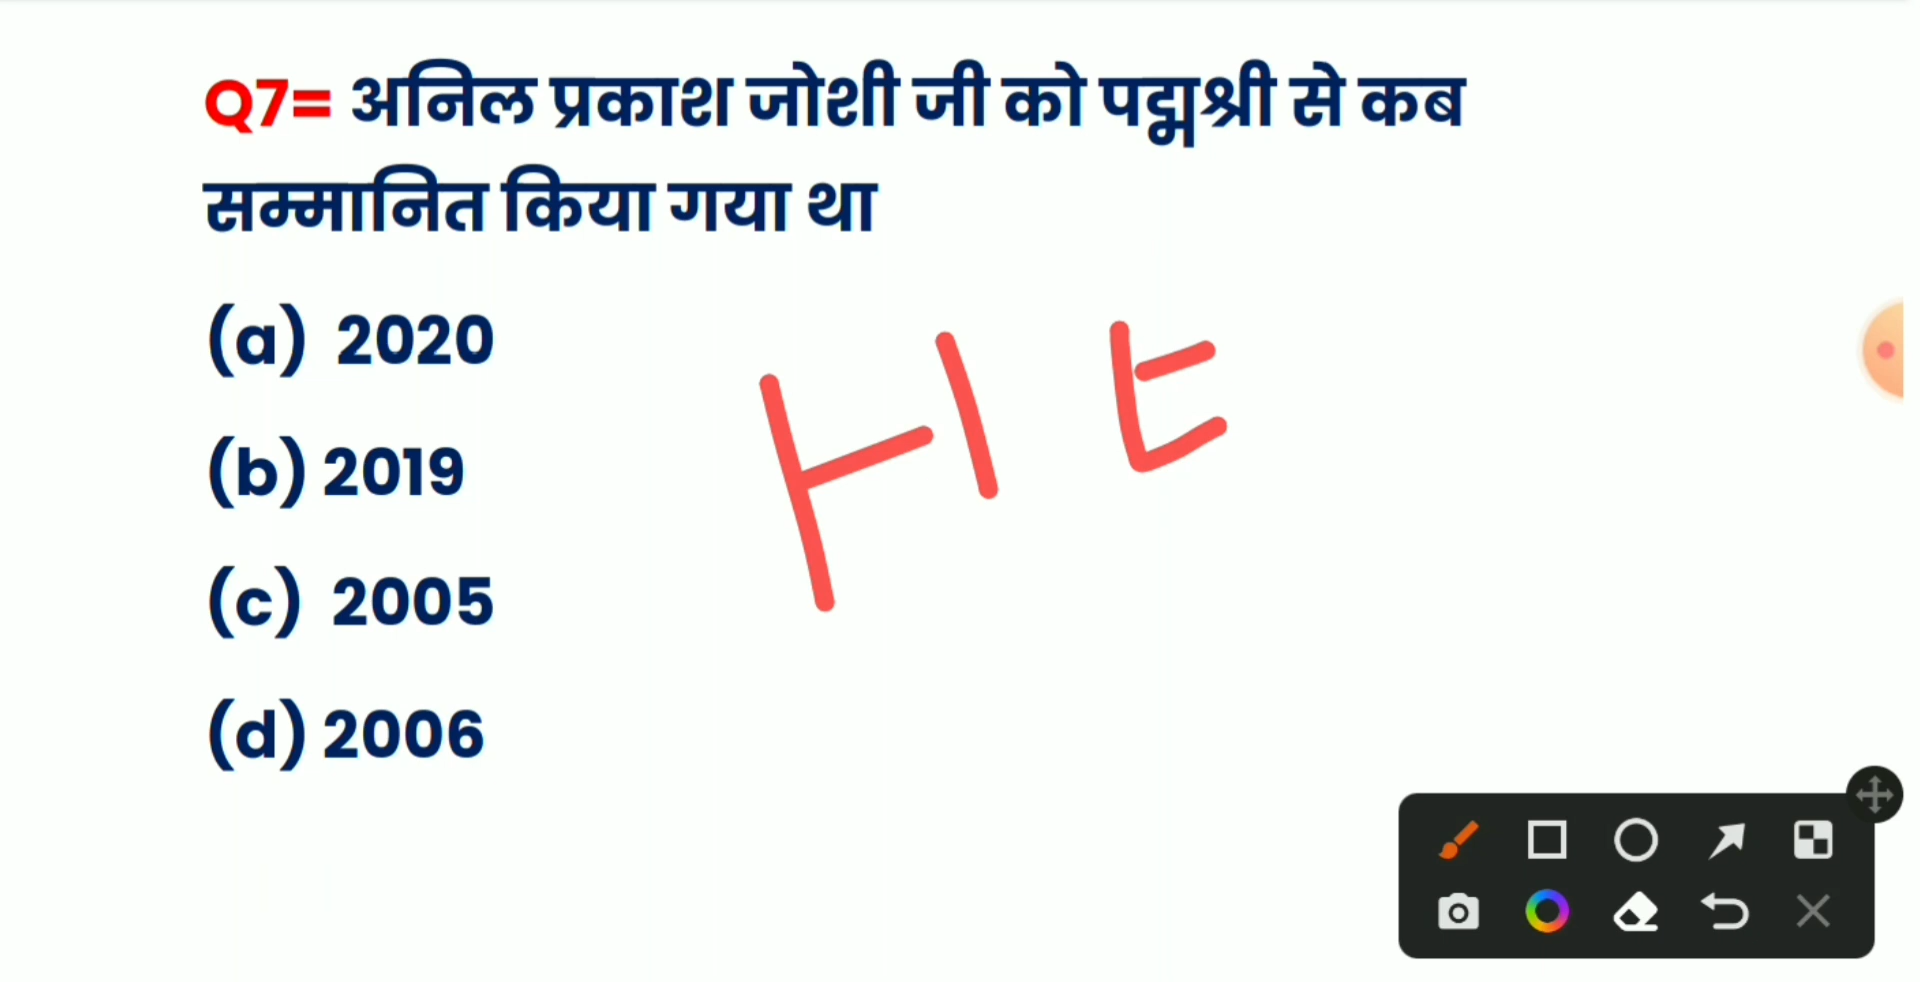 Q7= अनिल प्रकाश जोशी जी को पद्मश्री से कब
सम्मानित किया गया था
(a) 2020
(b) 2019
(c) 2005
(d) 2006
H E